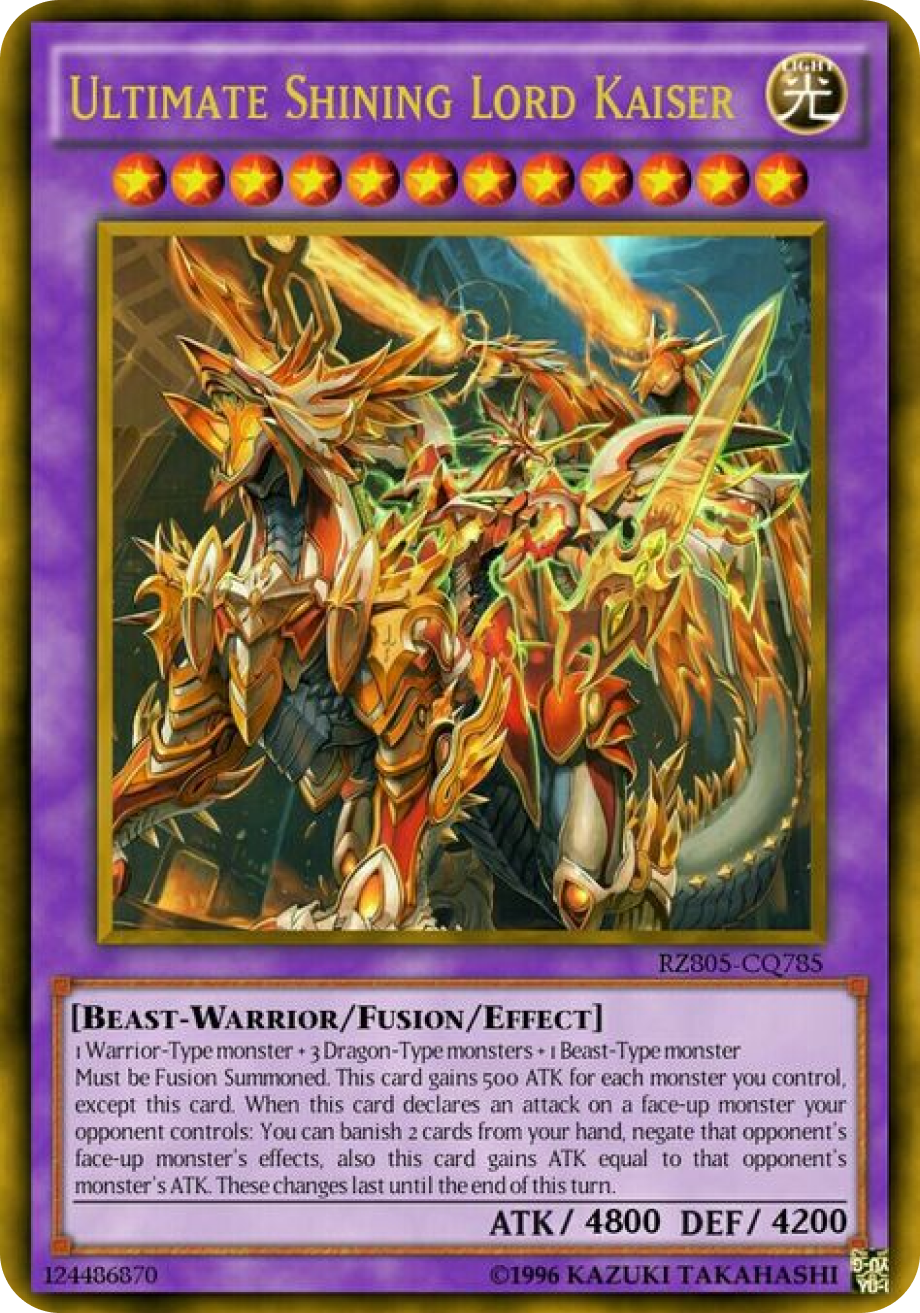 ULTIMATE SHINING LORD KAISER
LIGHT
光
RZ805-CQ785
[BEAST-WARRIOR/FUSION/EFFECT]
1 Warrior-Type monster + 3 Dragon-Type monsters + 1 Beast-Type monster
Must be Fusion Summoned. This card gains 500 ATK for each monster you control,
except this card. When this card declares an attack on a face-up monster your
opponent controls: You can banish 2 cards from your hand, negate that opponent's
face-up monster's effects, also this card gains ATK equal to that opponent's
monster's ATK. These changes last until the end of this turn.
ATK/ 4800 DEF/ 4200
124486870
©1996 KAZUKI TAKAHASHI